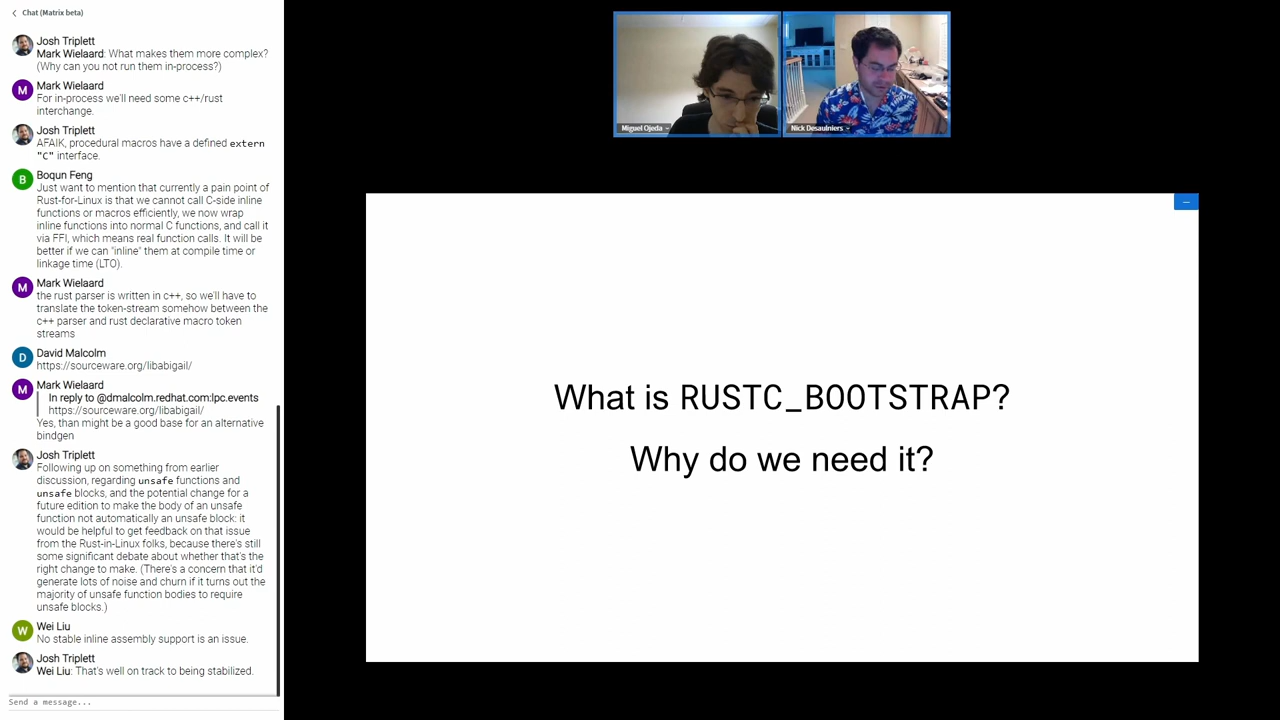 Chat (Matrix beta)
Josh Triplett
Mark Wielaard: What makes them more complex?
(Why can you not run them in-process?)
M
Mark Wielaard
For in-process we'll need some c++/rust
interchange.
Josh Triplett
AFAIK, procedural macros have a defined extern
"C" interface.
B
Boqun Feng
Just want to mention that currently a pain point of
Rust-for-Linux is that we cannot call C-side inline
functions or macros efficiently, we now wrap
inline functions into normal C functions, and call it
via FFI, which means real function calls. It will be
better if we can "inline" them at compile time or
linkage time (LTO).
M
Mark Wielaard
the rust parser is written in c++, so we'll have to
translate the token-stream somehow between the
c++ parser and rust declarative macro token
streams
D
David Malcolm
https://sourceware.org/libabigail/
M
Mark Wielaard
In reply to @dmalcolm.redhat.com:lpc.events
https://sourceware.org/libabigail/
Yes, than might be a good base for an alternative
bindgen
Josh Triplett
Following up on something from earlier
discussion, regarding unsafe functions and
unsafe blocks, and the potential change for a
future edition to make the body of an unsafe
function not automatically an unsafe block: it
would be helpful to get feedback on that issue
from the Rust-in-Linux folks, because there's still
some significant debate about whether that's the
right change to make. (There's a concern that it'd
generate lots of noise and churn if it turns out the
majority of unsafe function bodies to require
unsafe blocks.)
W
Wei Liu
No stable inline assembly support is an issue.
Josh Triplett
Wei Liu: That's well on track to being stabilized.
Send a message...
Miguel Ojeda
Nick Desaulniers
What is RUSTC_BOOTSTRAP?
Why do we need it?